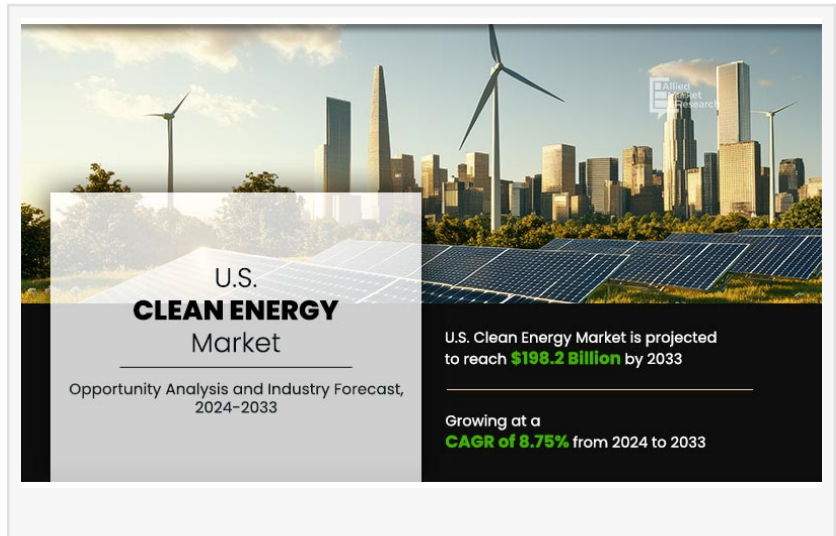 Allied
Market
Research
U.S.
CLEAN ENERGY
Market
Opportunity Analysis and Industry Forecast,
2024-2033
U.S. Clean Energy Market is projected
to reach $198.2 Billion by 2033
Growing at a
CAGR of 8.75% from 2024 to 2033